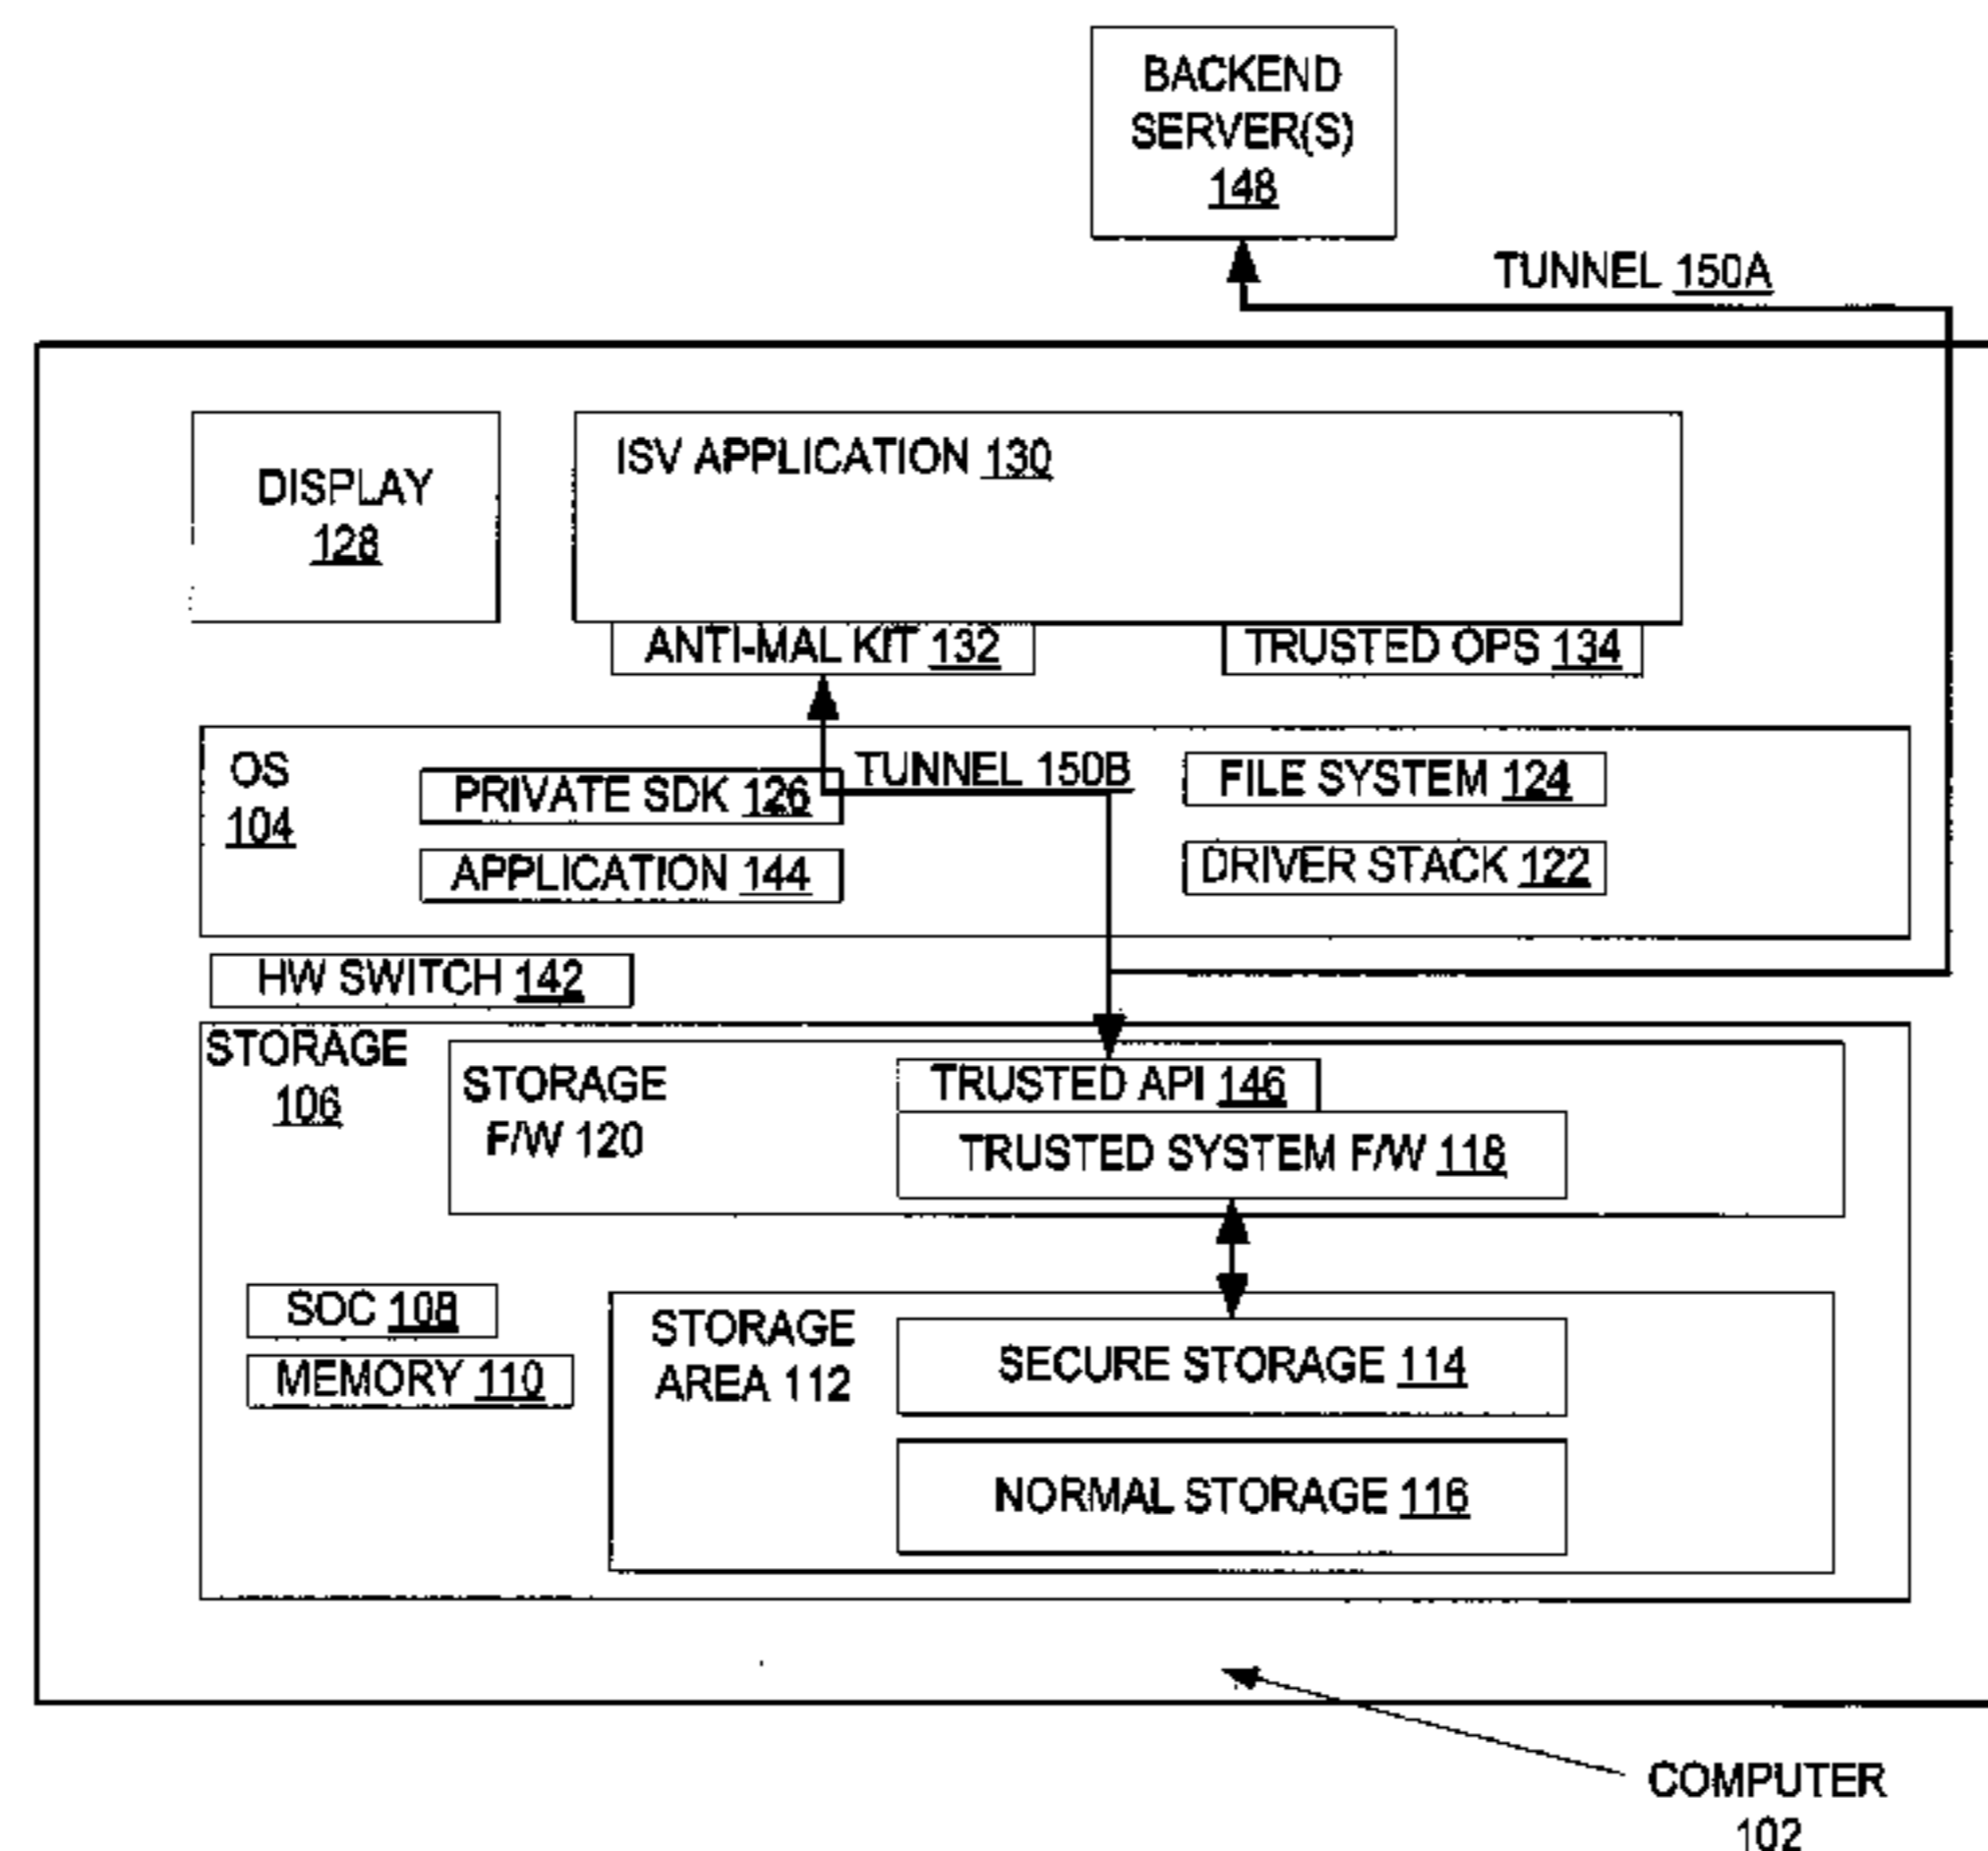 BACKEND
SERVER(S)
148
TUNNEL 150A
ISV APPLICATION 130
DISPLAY
128
ANTI-MAL KIT 132
TRUSTED OPS 134
OS
104
PRIVATE SDK 126
TUNNEL 150B
FILE SYSTEM 124
APPLICATION 144
DRIVER STACK 122
HW SWITCH 142
STORAGE
106
STORAGE
F/W 120
TRUSTED API 146
TRUSTED SYSTEM F/W 118
SOC 108
MEMORY 110
STORAGE
AREA 112
SECURE STORAGE 114
NORMAL STORAGE 116
COMPUTER
102